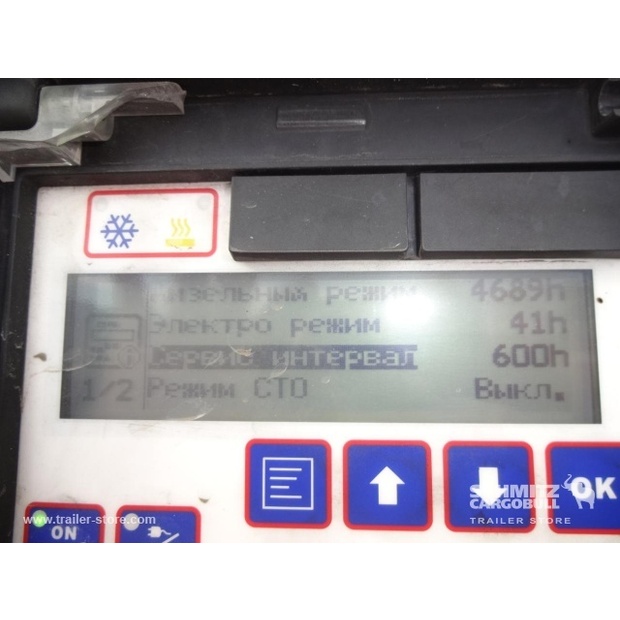 Дизельный режим 4689h
Электро режим 41h
Сервис интервал 600h
1/2 Режим СТО Выкл.
OK
SCHMITZ
CARGOBULL
TRAILER STORE
www.trailer-store.com
ON